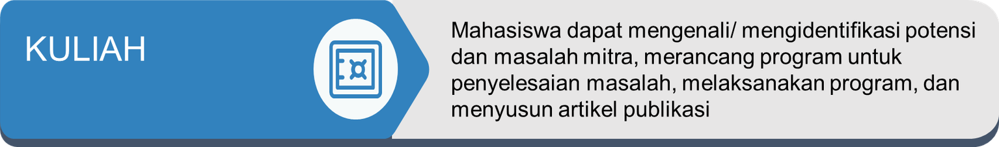 KULIAH
Mahasiswa dapat mengenali/ mengidentifikasi potensi
dan masalah mitra, merancang program untuk
penyelesaian masalah, melaksanakan program, dan
menyusun artikel publikasi